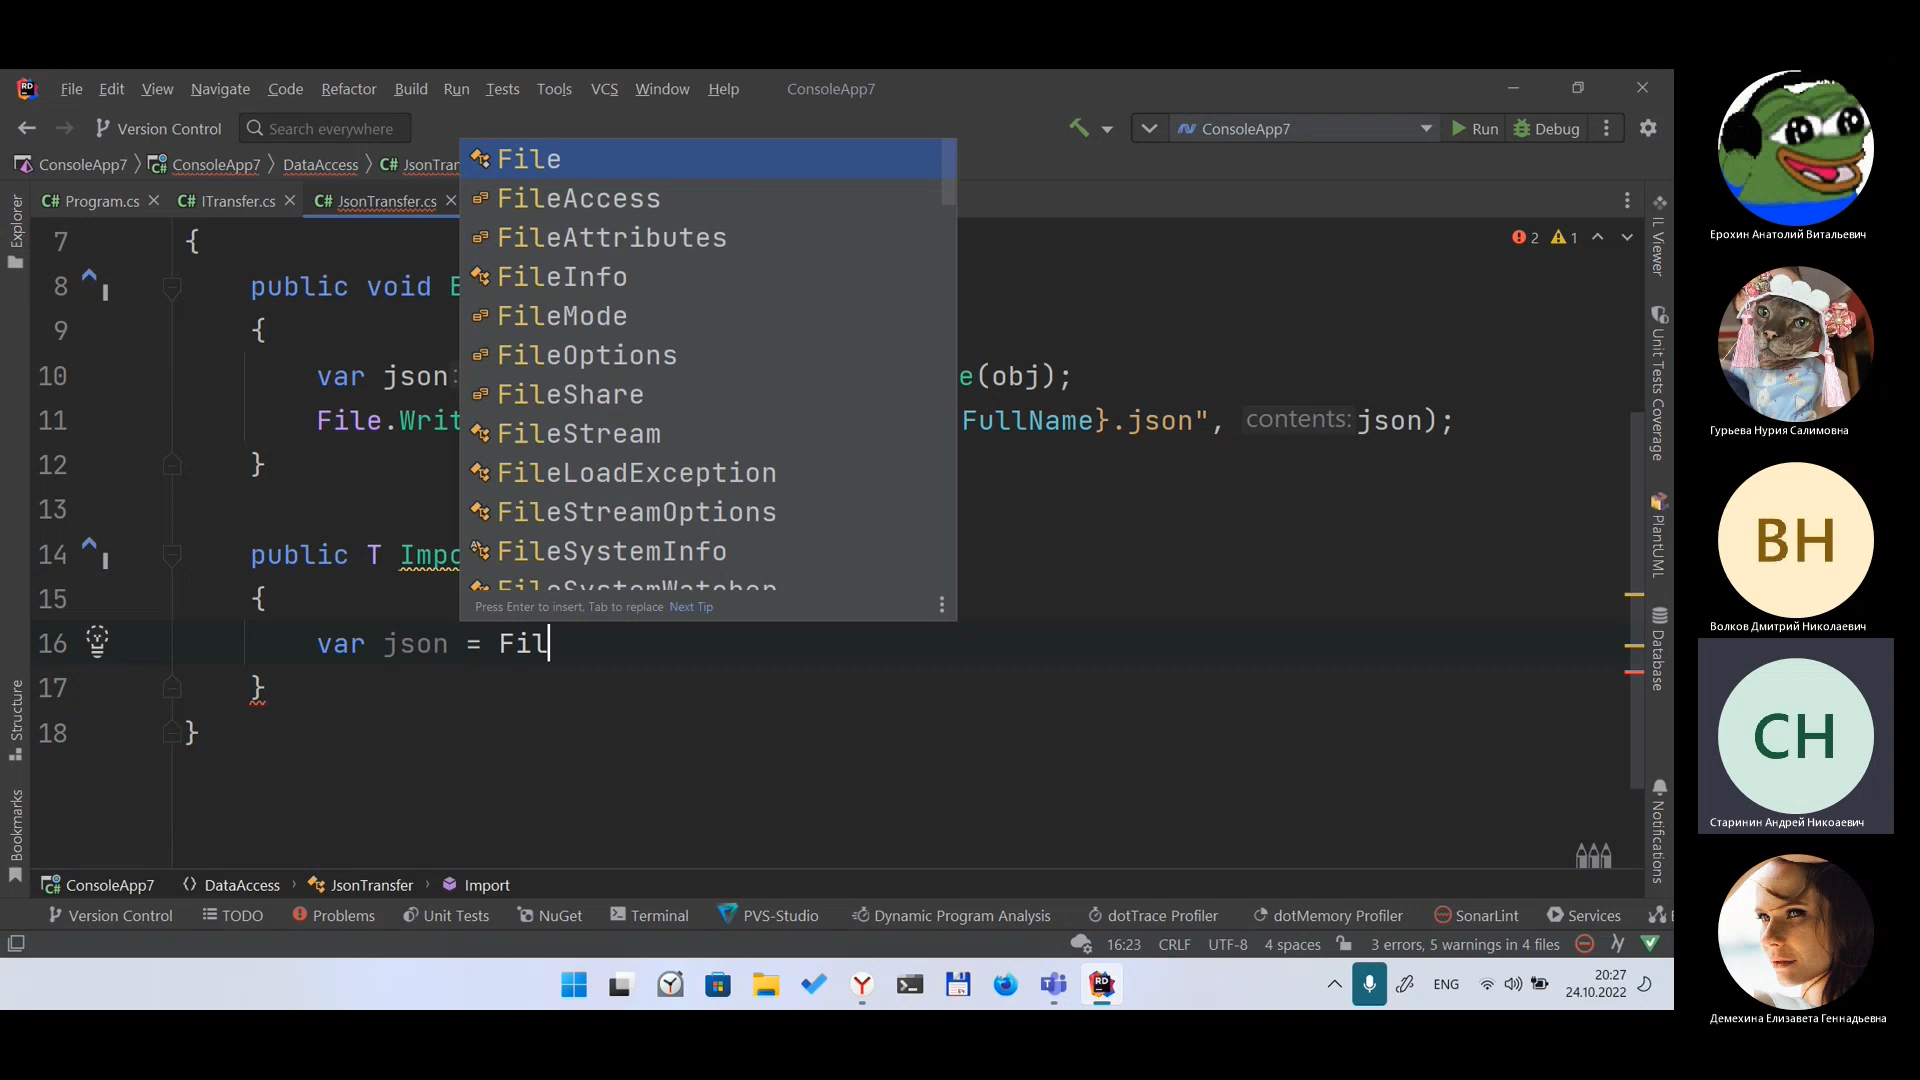 RD File Edit View Navigate Code Refactor Build Run Tests Tools VCS Window Help ConsoleApp7
Version Control Search everywhere ConsoleApp7 Run Debug
ConsoleApp7 ConsoleApp7 DataAccess C# JsonTran
C# Program.cs C# ITransfer.cs C# JsonTransfer.cs
File
FileAccess
FileAttributes
FileInfo
FileMode
FileOptions
FileShare
FileStream
FileLoadException
FileStreamOptions
FileSystemInfo
FileSystemWatcher
Press Enter to insert, Tab to replace Next Tip
2 1
7 {
8 public void
9 {
10 var json: e(obj);
11 File.Writ FullName}.json", contents: json);
12 }
13
14 public T Impo
15 {
16 var json = Fil
17 }
18 }
Explorer
Structure
Bookmarks
IL Viewer
Unit Tests Coverage
PlantUML
Database
Notifications
ConsoleApp7 DataAccess JsonTransfer Import
Version Control TODO Problems Unit Tests NuGet Terminal PVS-Studio Dynamic Program Analysis dotTrace Profiler dotMemory Profiler SonarLint Services
16:23 CRLF UTF-8 4 spaces 3 errors, 5 warnings in 4 files
ENG 20:27
24.10.2022
Ерохин Анатолий Витальевич
Гурьева Нурия Салимовна
ВН
Волков Дмитрий Николаевич
СН
Старинин Андрей Никоаевич
Демехина Елизавета Геннадьевна